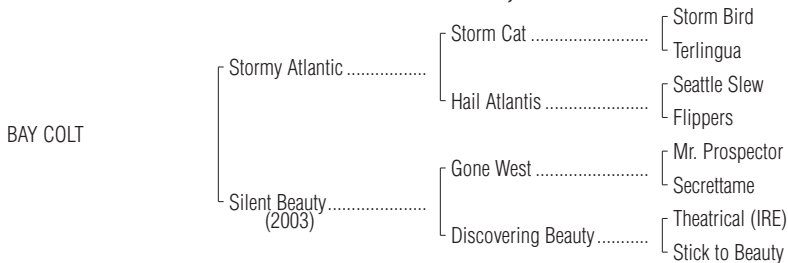 Storm Bird
Storm Cat ..........................
Terlingua
Stormy Atlantic .................
Seattle Slew
Hail Atlantis ......................
Flippers
BAY COLT
Mr. Prospector
Gone West ........................
Secrettame
Silent Beauty.....................
(2003)
Theatrical (IRE)
Discovering Beauty...........
Stick to Beauty